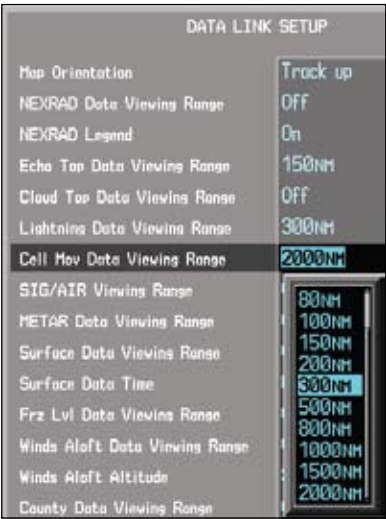 DATA LINK SETUP
Map Orientation Track up
NEXRAD Data Viewing Range Off
NEXRAD Legend On
Echo Top Data Viewing Range 150NM
Cloud Top Data Viewing Range Off
Lightning Data Viewing Range 300NM
Cell Mov Data Viewing Range 2000NM
SIG/AIR Viewing Range
METAR Data Viewing Range
Surface Data Viewing Range
Surface Data Time
Frz Lvl Data Viewing Range
Winds Aloft Data Viewing Range
Winds Aloft Altitude
County Data Viewing Range
80NM
100NM
150NM
200NM
300NM
500NM
800NM
1000NM
1500NM
2000NM